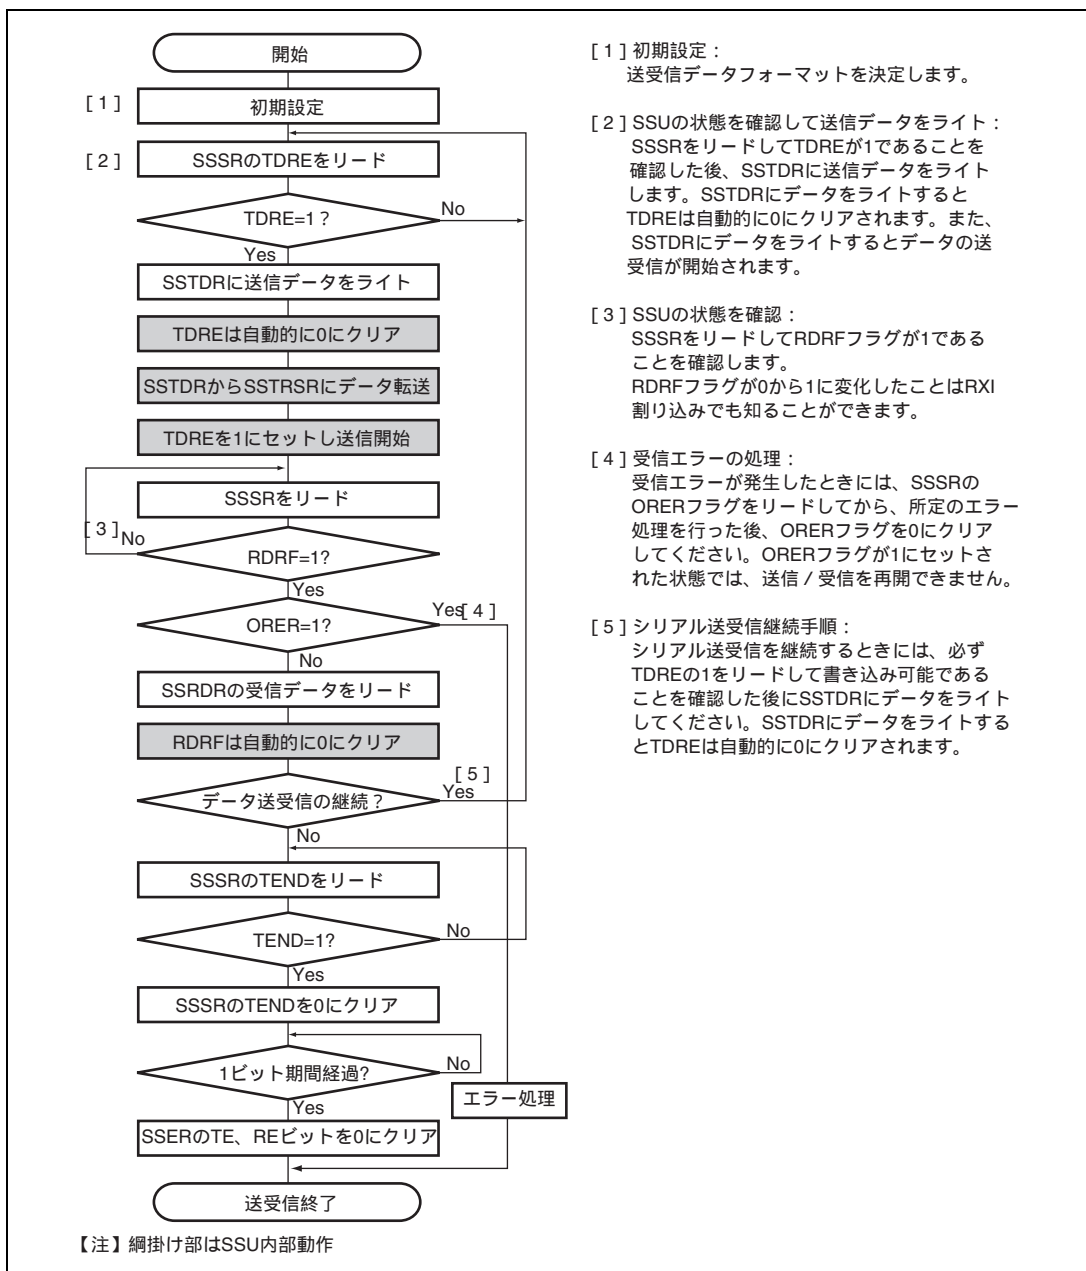 開始
[ 1 ]
初期設定
[ 2 ]
SSSRのTDREをリード
TDRE=1 ?
No
Yes
SSTDRに送信データをライト
TDREは自動的に0にクリア
SSTDRからSSTRSRにデータ転送
TDREを1にセットし送信開始
SSSRをリード
[ 3 ]
No
RDRF=1?
Yes
ORER=1?
Yes
[ 4 ]
No
SSRDRの受信データをリード
RDRFは自動的に0にクリア
[ 5 ]
データ送受信の継続 ?
Yes
No
SSSRのTENDをリード
TEND=1?
No
Yes
SSSRのTENDを0にクリア
1ビット期間経過?
No
エラー処理
Yes
SSERのTE、REビットを0にクリア
送受信終了
【注】綱掛け部はSSU内部動作
[ 1 ] 初期設定 :
送受信データフォーマットを決定します。
[ 2 ] SSUの状態を確認して送信データをライト :
SSSRをリードしてTDREが1であることを
確認した後、SSTDRに送信データをライト
します。SSTDRにデータをライトすると
TDREは自動的に0にクリアされます。また、
SSTDRにデータをライトするとデータの送
受信が開始されます。
[ 3 ] SSUの状態を確認 :
SSSRをリードしてRDRFフラグが1である
ことを確認します。
RDRFフラグが0から1に変化したことはRXI
割り込みでも知ることができます。
[ 4 ] 受信エラーの処理 :
受信エラーが発生したときには、SSSRの
ORERフラグをリードしてから、所定のエラー
処理を行った後、ORERフラグを0にクリア
してください。ORERフラグが1にセットさ
れた状態では、送信 / 受信を再開できません。
[ 5 ] シリアル送受信継続手順 :
シリアル送受信を継続するときには、必ず
TDREの1をリードして書き込み可能である
ことを確認した後にSSTDRにデータをライト
してください。SSTDRにデータをライトする
とTDREは自動的に0にクリアされます。